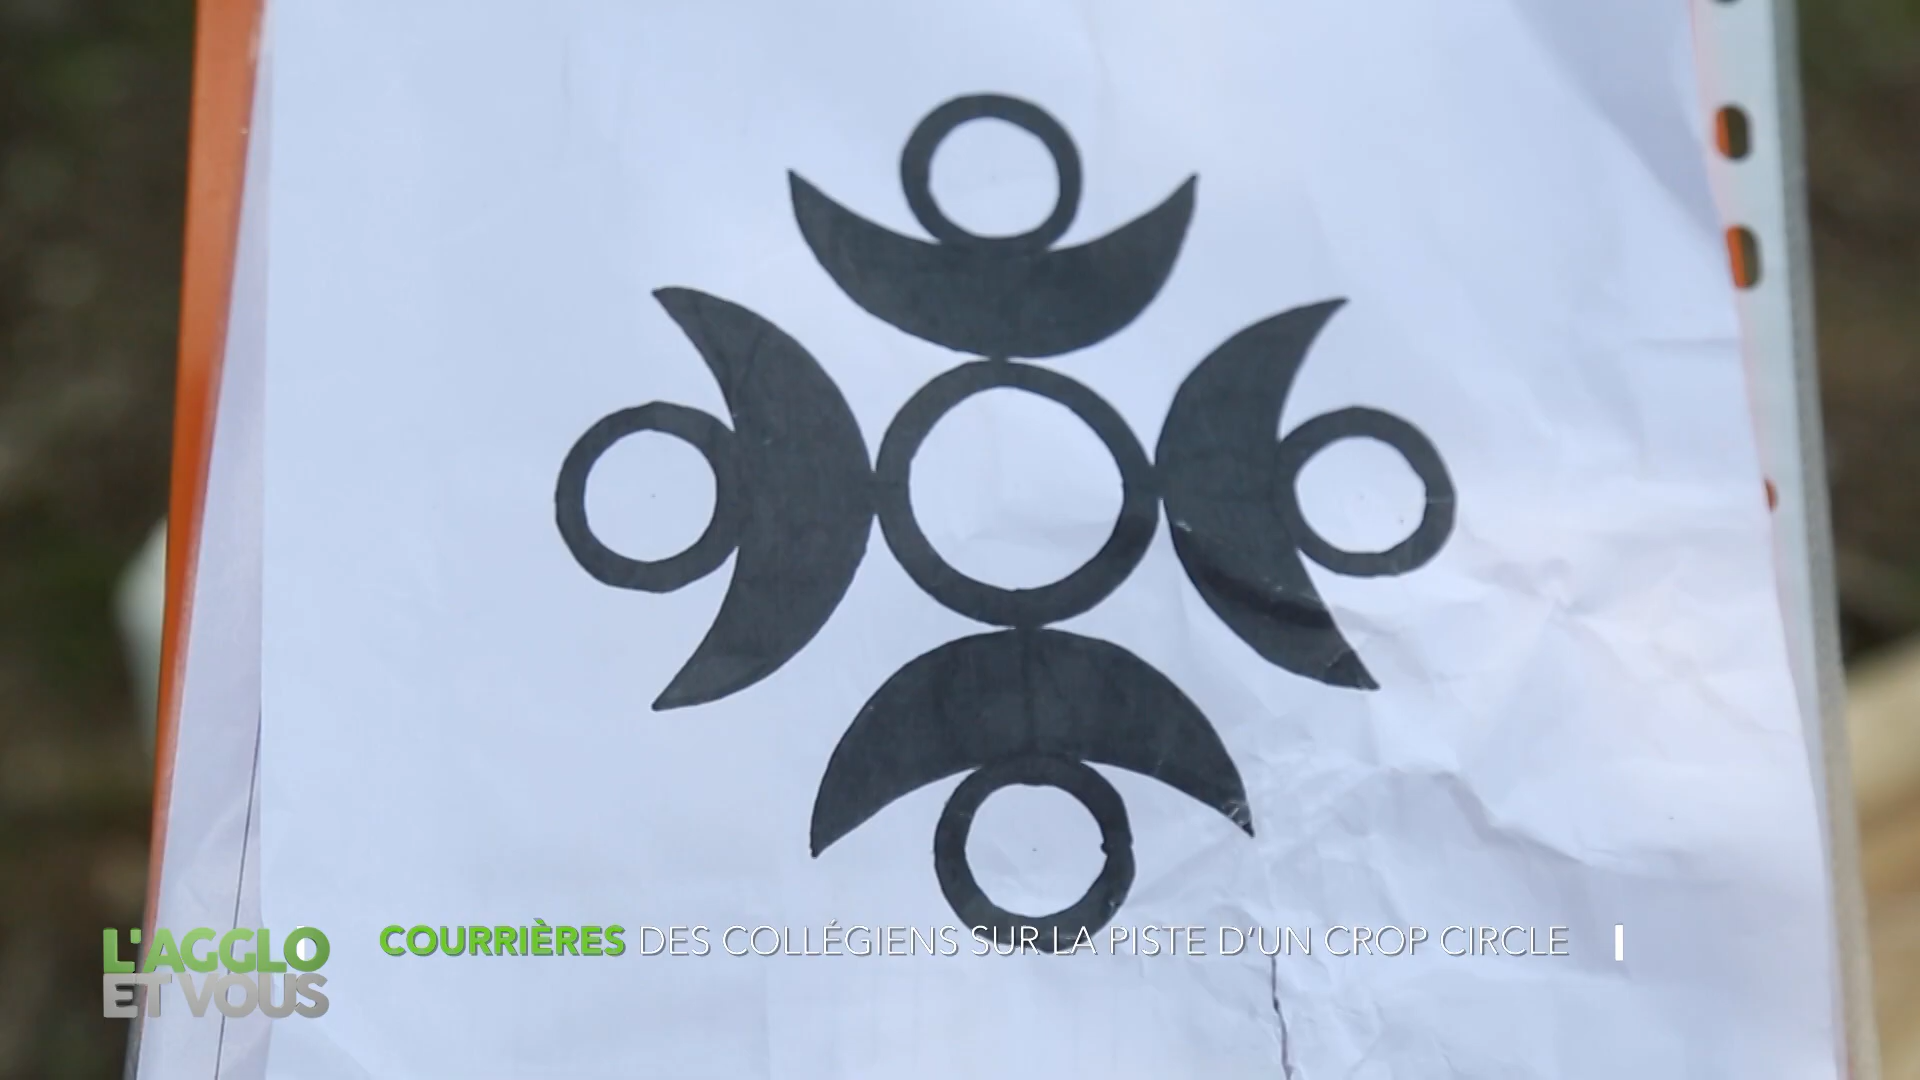 L'AGGLO
ET VOUS
COURRIÈRES DES COLLÉGIENS SUR LA PISTE D'UN CROP CIRCLE